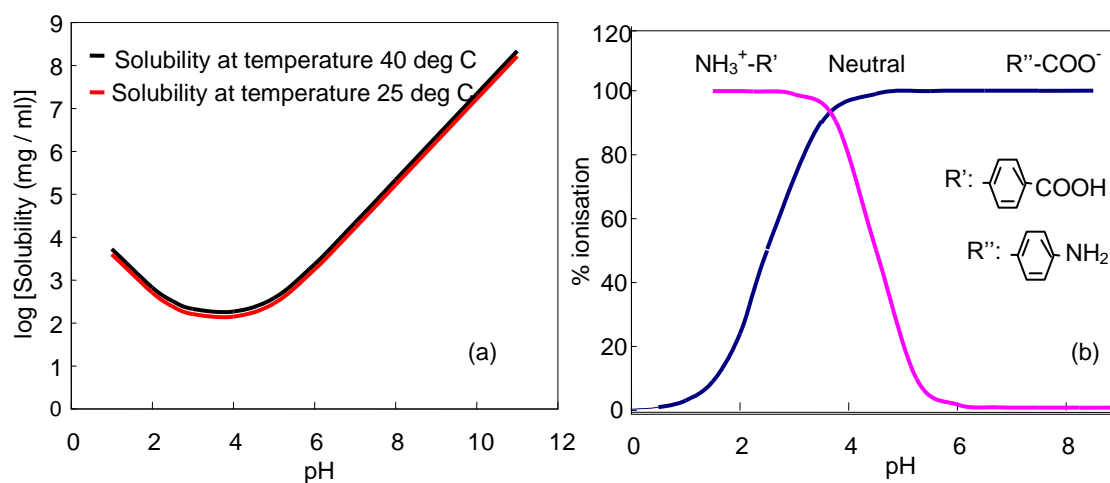 log [Solubility (mg / ml)]
9
8
7
6
5
4
3
2
1
0
Solubility at temperature 40 deg C
Solubility at temperature 25 deg C
(a)
0 2 4 6 8 10 12
pH
% ionisation
120
100
80
60
40
20
0
NH₃⁺-R' Neutral R''-COO⁻
R': COOH
R'': NH₂
(b)
0 2 4 6 8
pH